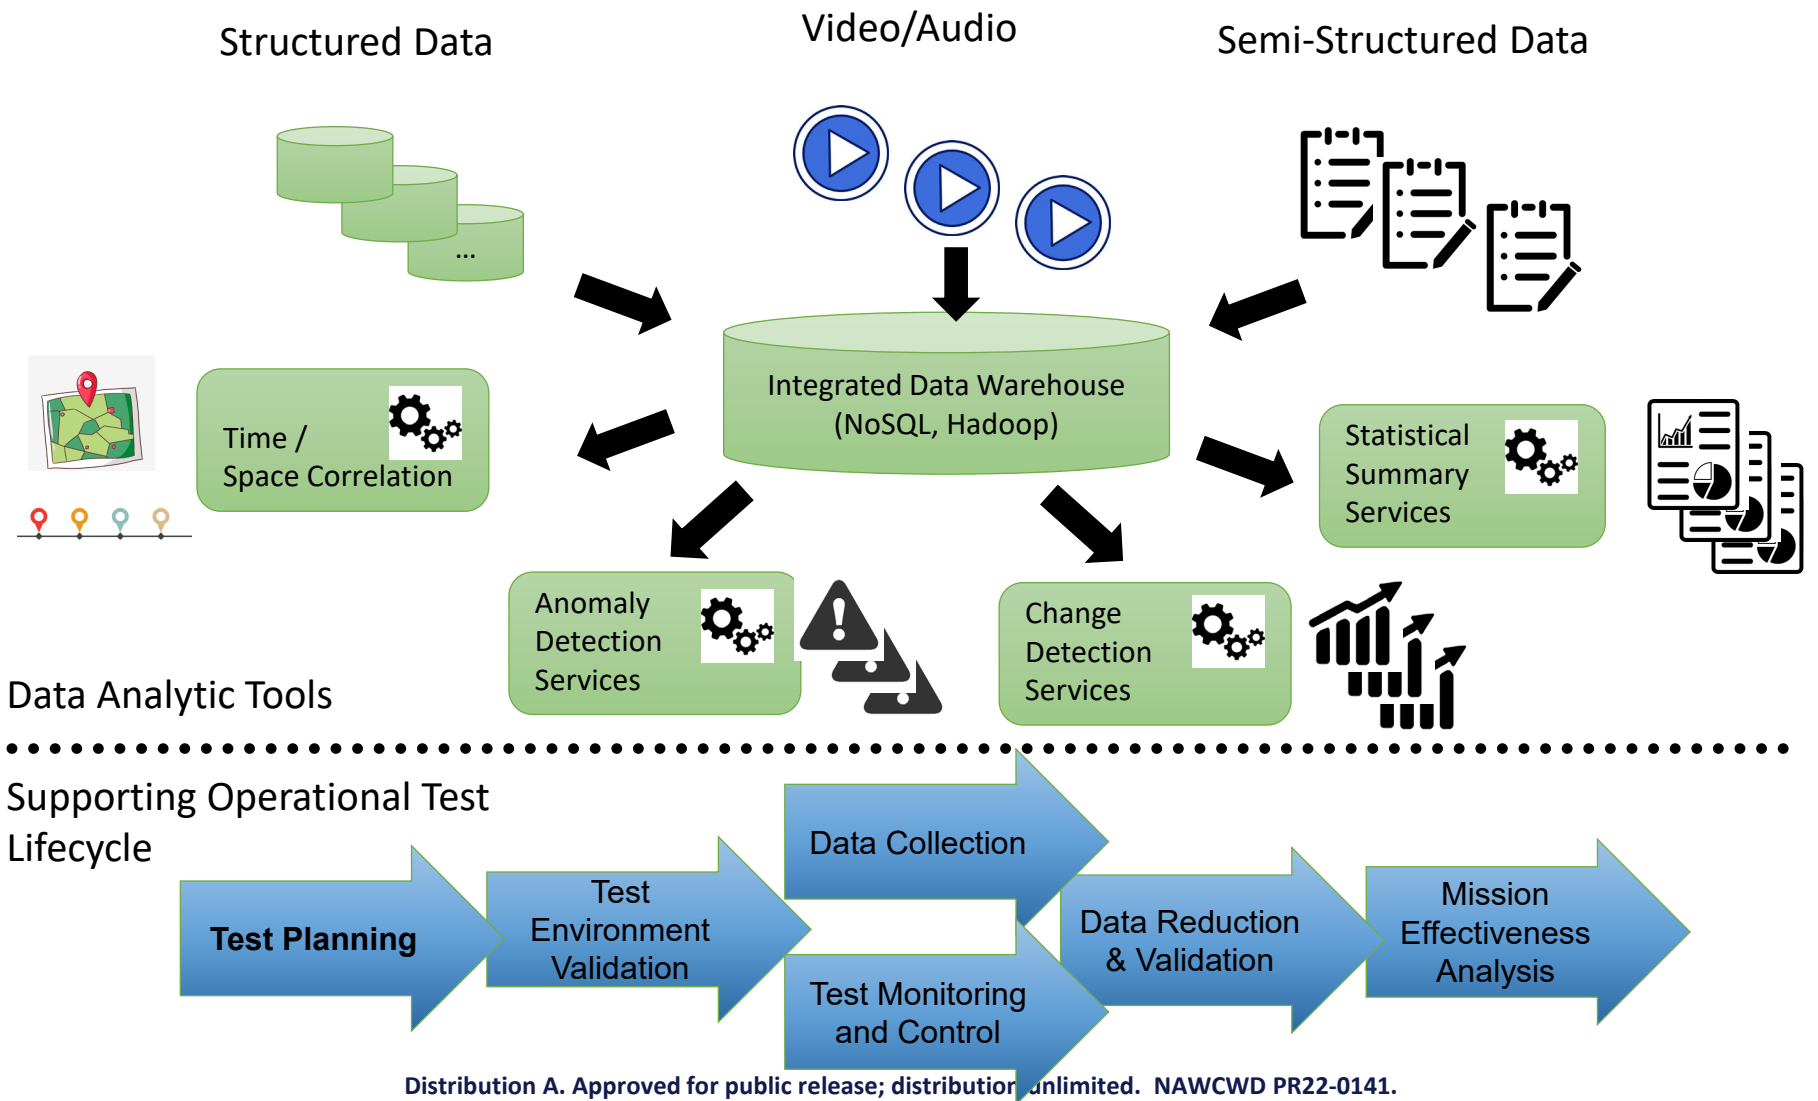 Structured Data
Video/Audio
Semi-Structured Data
...
Integrated Data Warehouse
(NoSQL, Hadoop)
Time /
Space Correlation
Statistical
Summary
Services
Anomaly
Detection
Services
Change
Detection
Services
Data Analytic Tools
Supporting Operational Test
Lifecycle
Test Planning
Test
Environment
Validation
Data Collection
Test Monitoring
and Control
Data Reduction
& Validation
Mission
Effectiveness
Analysis
Distribution A. Approved for public release; distribution unlimited. NAWCWD PR22-0141.